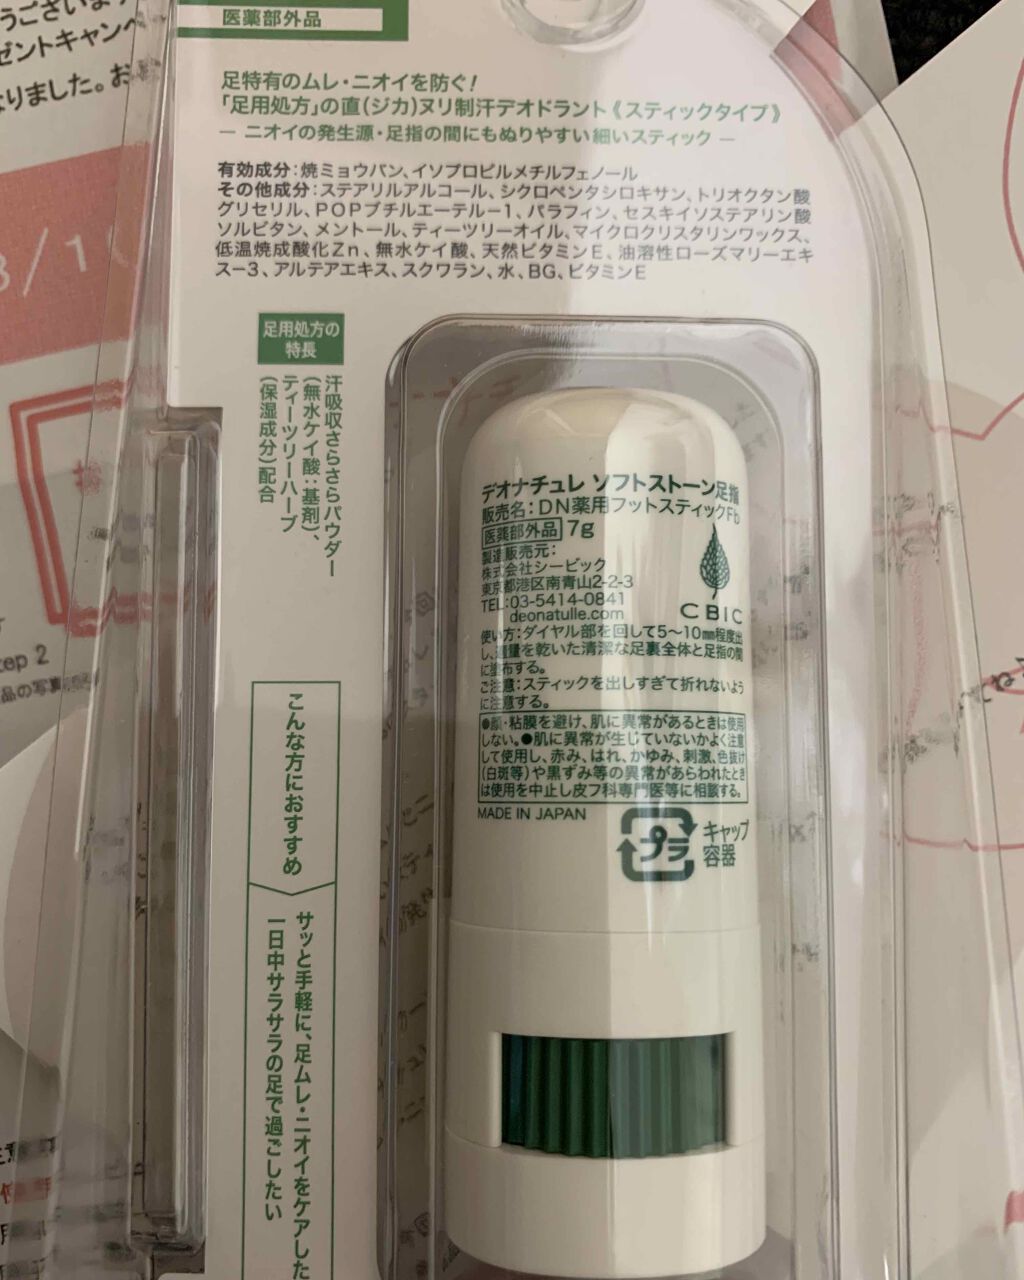 うございま
ゼントキャンペ
なりました。お
医薬部外品
足特有のムレ・ニオイを防ぐ!
「足用処方」の直(ジカ)ヌリ制汗デオドラント《スティックタイプ》
― ニオイの発生源・足指の間にもぬりやすい細いスティック ―
有効成分:焼ミョウバン、イソプロピルメチルフェノール
その他成分:ステアリルアルコール、シクロペンタシロキサン、トリオクタン酸
グリセリル、POPブチルエーテル-1、パラフィン、セスキイソステアリン酸
ソルビタン、メントール、ティーツリーオイル、マイクロクリスタリンワックス、
低温焼成酸化Zn、無水ケイ酸、天然ビタミンE、油溶性ローズマリーエキ
ス-3、アルテアエキス、スクワラン、水、BG、ビタミンE
足用処方の
特長
汗吸収さらさらパウダー
(無水ケイ酸:基剤)、
ティーツリーハーブ
(保湿成分)配合
デオナチュレ ソフトストーン足指
販売名:DN薬用フットスティックFb
医薬部外品 7g
製造販売元:
株式会社シービック
東京都港区南青山2-2-3
TEL:03-5414-0841
deonatulle.com
CBIC
使い方:ダイヤル部を回して5〜10mm程度出
し、適量を乾いた清潔な足裏全体と足指の間
に塗布する。
ご注意:スティックを出しすぎて折れないよう
に注意する。
●顔・粘膜を避け、肌に異常があるときは使用
しない。●肌に異常が生じていないかよく注意
して使用し、赤み、はれ、かゆみ、刺激、色抜け
(白斑等)や黒ずみ等の異常があらわれたとき
は使用を中止し皮フ科専門医等に相談する。
MADE IN JAPAN
プラ
キャップ
容器
こんな方におすすめ
サッと手軽に、足ムレ・ニオイをケアした
一日中サラサラの足で過ごしたい
tep 2
品の写真